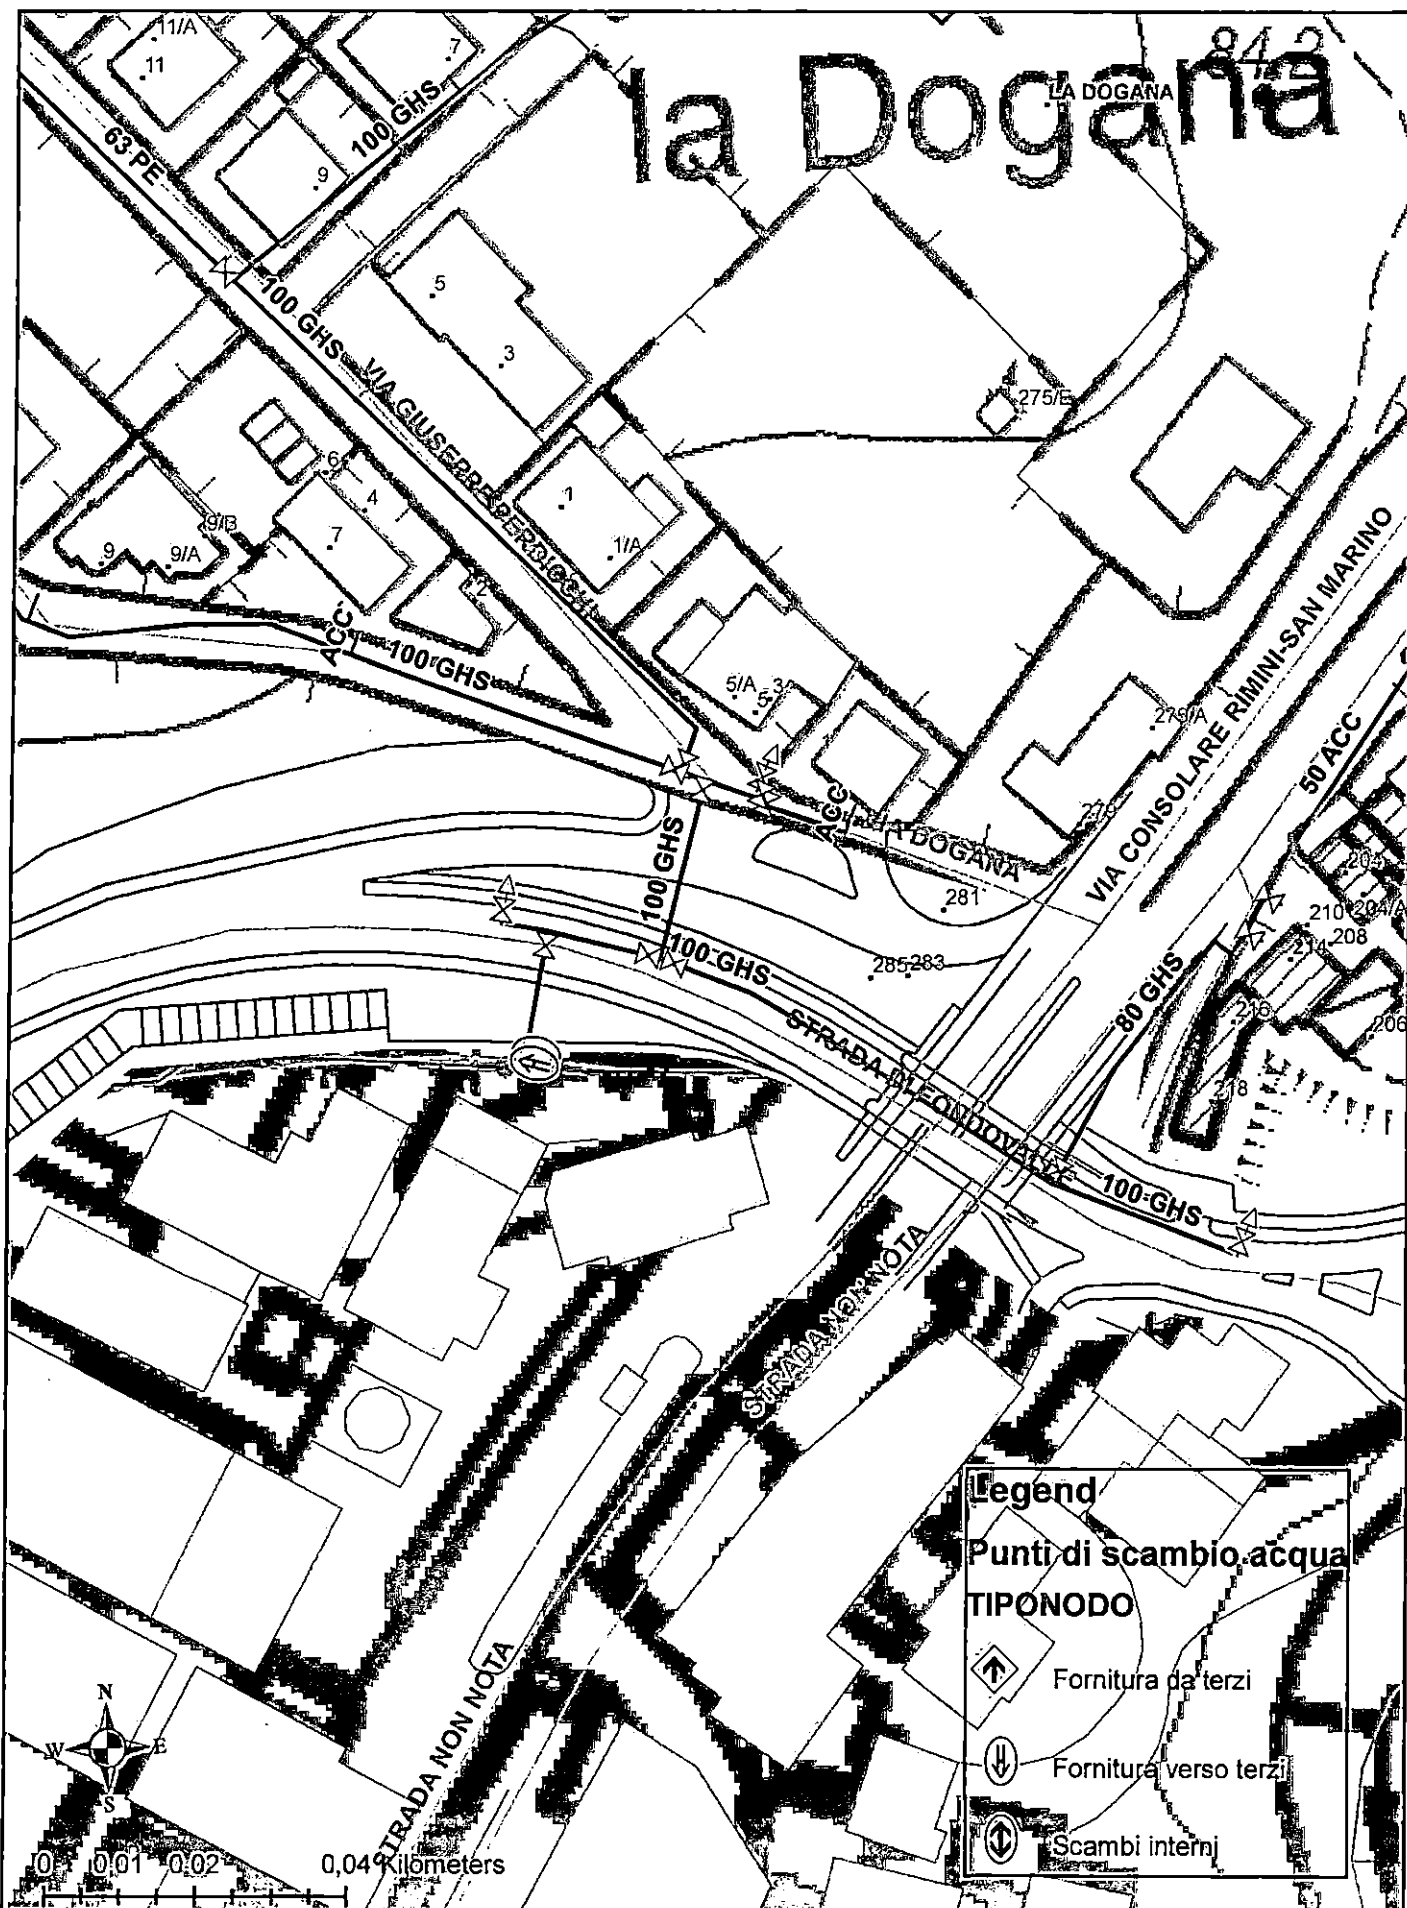 11/A
11
7
84,2
la Dogana
LA DOGANA
63 PE
100 GHS
9
100 GHS
5
3
VIA GIUSEPPE PERDICCHI
275/E
6
4
7
9/B
9
9/A
2
1
1/A
ACC
100 GHS
5/A
3
5
279/A
279
VIA CONSOLARE RIMINI-SAN MARINO
50 ACC
ACC
DOGANA
281
285
283
100 GHS
100 GHS
204
204/A
210
208
214
216
206
218
80 GHS
STRADA DI FONDOVALLE
100 GHS
STRADA NON NOTA
STRADA NON NOTA
Legend
Punti di scambio acqua
TIPONODO
Fornitura da terzi
Fornitura verso terzi
Scambi interni
N
W
E
S
0 0,01 0,02 0,04 Kilometers